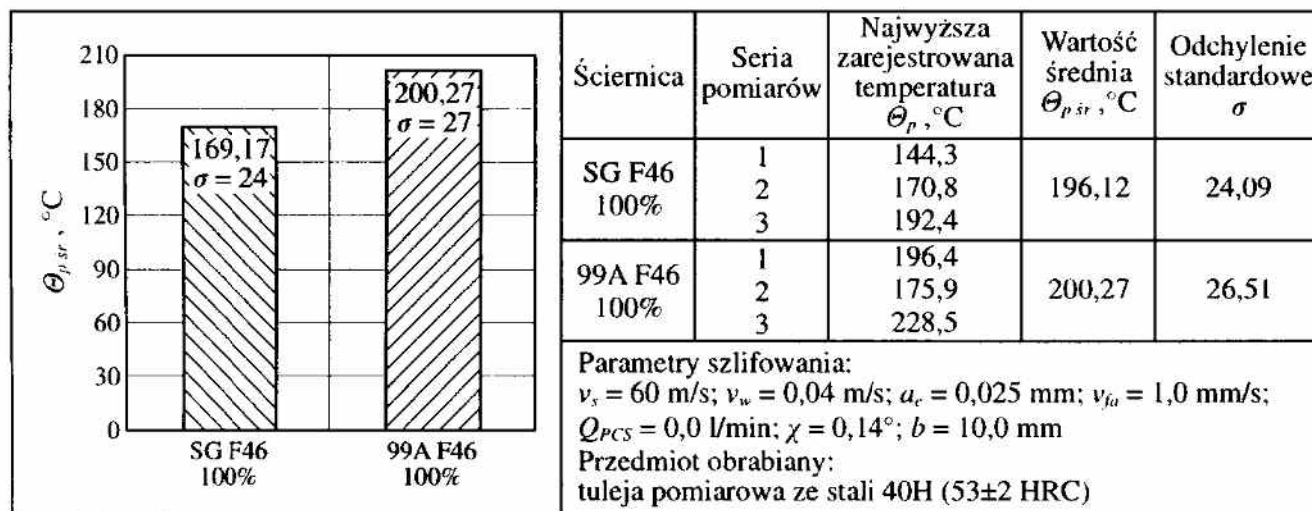 210
180
150
120
90
60
30
0
Θp śr , °C
169,17
σ = 24
200,27
σ = 27
SG F46
100%
99A F46
100%
Ściernica
Seria
pomiarów
Najwyższa
zarejestrowana
temperatura
Θp ,°C
Wartość
średnia
Θp śr ,°C
Odchylenie
standardowe
σ
SG F46
100%
1
2
3
144,3
170,8
192,4
196,12
24,09
99A F46
100%
1
2
3
196,4
175,9
228,5
200,27
26,51
Parametry szlifowania:
vs = 60 m/s; vw = 0,04 m/s; ae = 0,025 mm; vfa = 1,0 mm/s;
QPCS = 0,0 l/min; χ = 0,14°; b = 10,0 mm
Przedmiot obrabiany:
tuleja pomiarowa ze stali 40H (53±2 HRC)